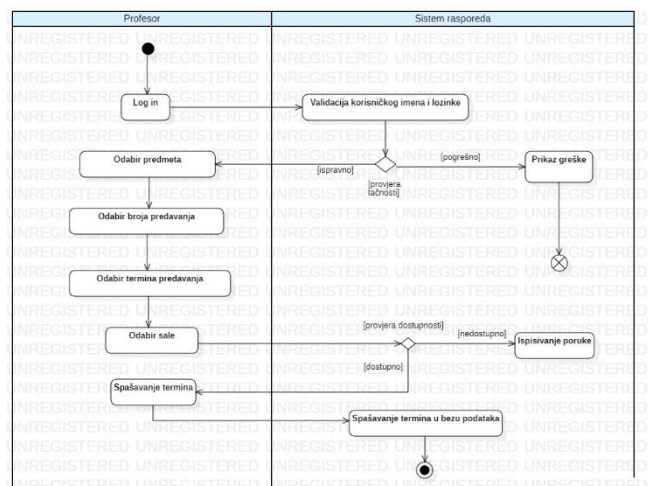 Profesor
Sistem rasporeda
UNREGISTERED
Log in
Validacija korisničkog imena i lozinke
Odabir predmeta
[ispravno]
[pogrešno]
Prikaz greške
[provjera
tačnosti]
Odabir broja predavanja
Odabir termina predavanja
Odabir sale
[provjera dostupnosti]
[nedostupno]
Ispisivanje poruke
[dostupno]
Spašavanje termina
Spašavanje termina u bezu podataka